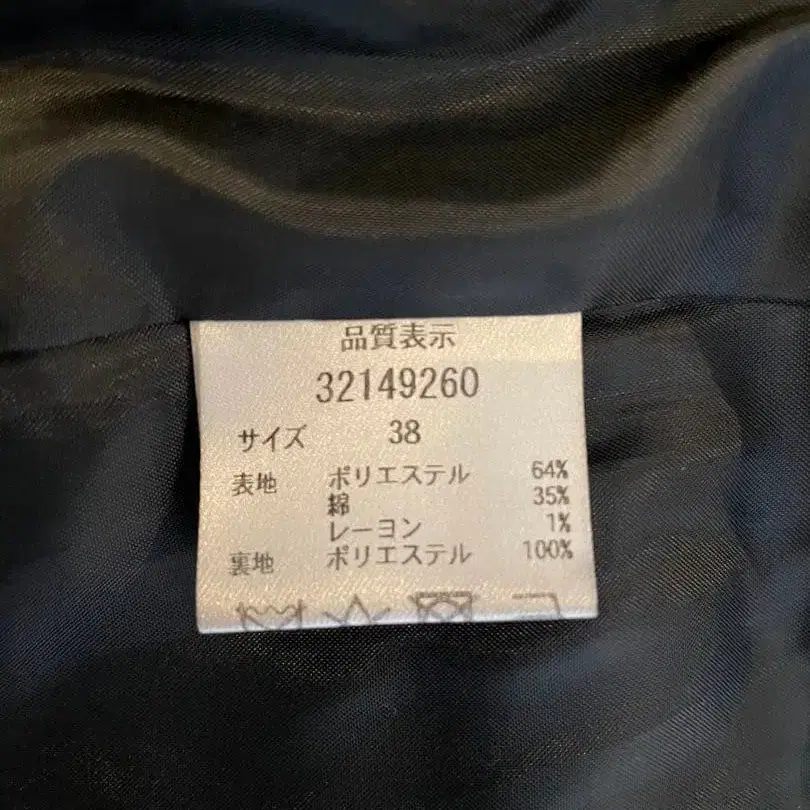 品質表示
32149260
サイズ 38
表地 ポリエステル 64%
綿 35%
レーヨン 1%
裏地 ポリエステル 100%